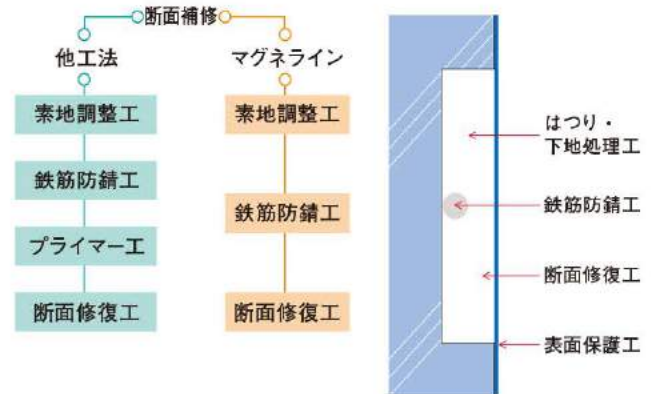 断面補修
他工法
マグネライン
素地調整工
鉄筋防錆工
プライマー工
断面修復工
素地調整工
鉄筋防錆工
断面修復工
はつり・
下地処理工
鉄筋防錆工
断面修復工
表面保護工